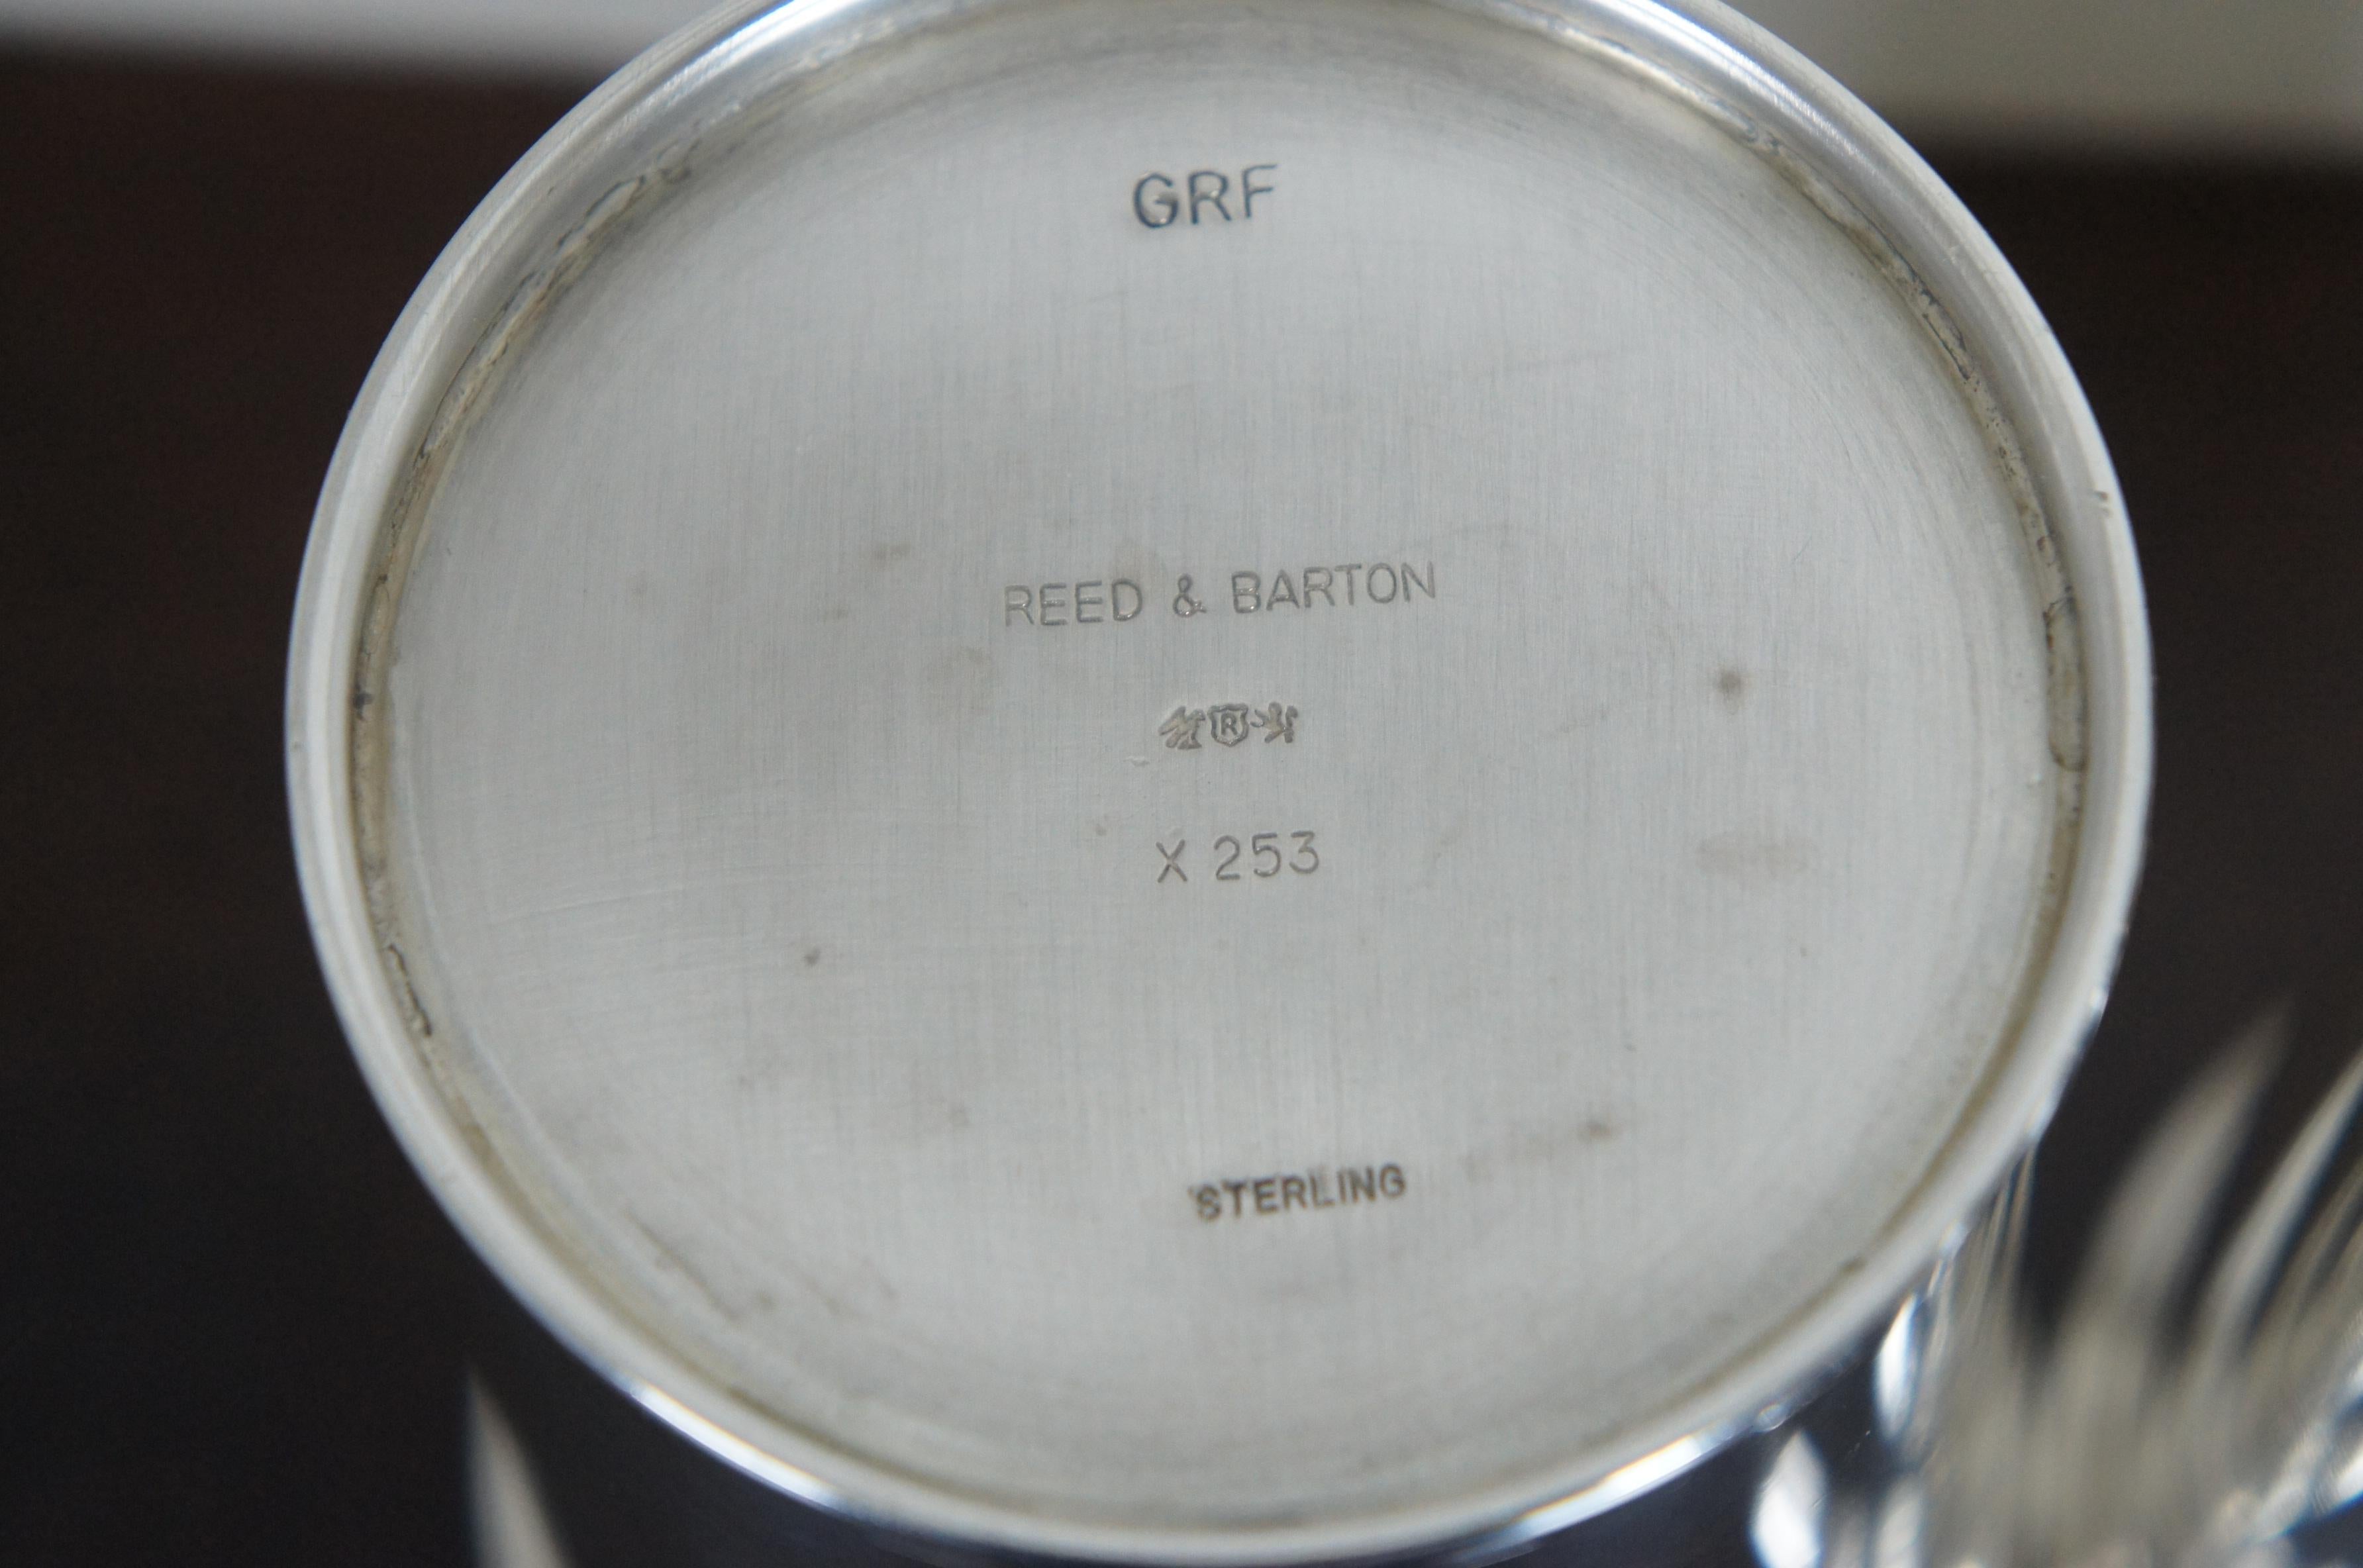 GRF
REED & BARTON
R
X 253
STERLING